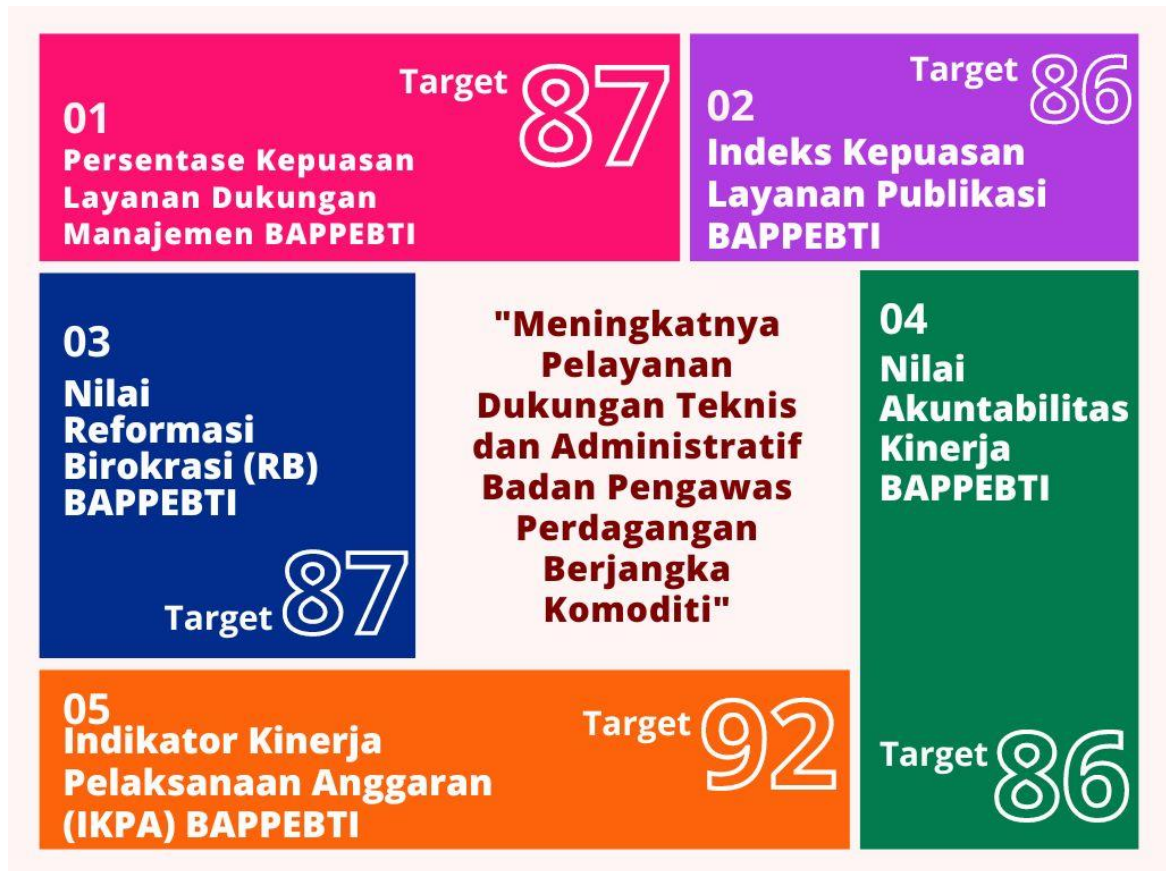 01
Persentase Kepuasan
Layanan Dukungan
Manajemen BAPPEBTI
Target 87
02
Indeks Kepuasan
Layanan Publikasi
BAPPEBTI
Target 86
03
Nilai
Reformasi
Birokrasi (RB)
BAPPEBTI
Target 87
"Meningkatnya
Pelayanan
Dukungan Teknis
dan Administratif
Badan Pengawas
Perdagangan
Berjangka
Komoditi"
04
Nilai
Akuntabilitas
Kinerja
BAPPEBTI
Target 86
05
Indikator Kinerja
Pelaksanaan Anggaran
(IKPA) BAPPEBTI
Target 92